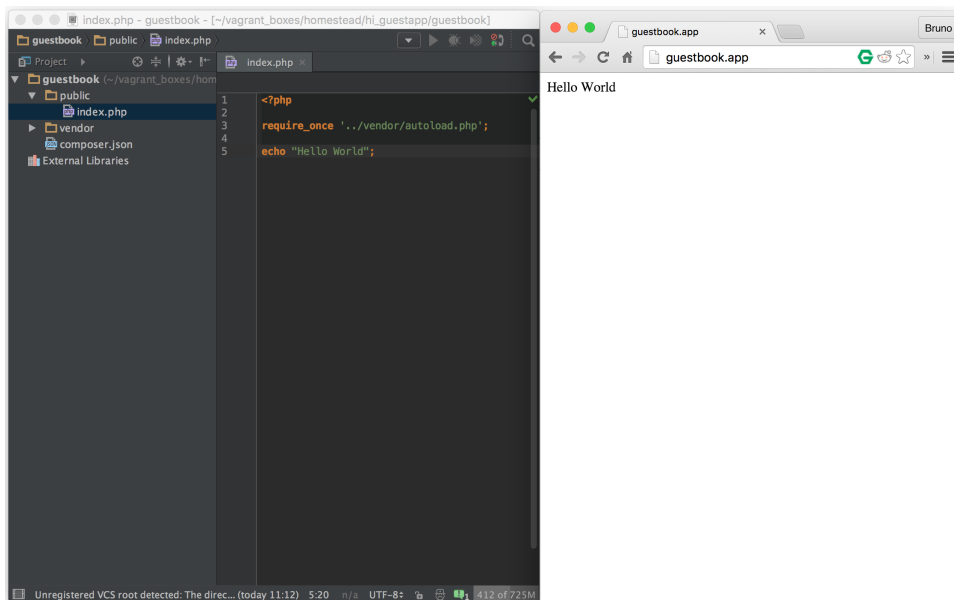 index.php - guestbook - [~/vagrant_boxes/homestead/hi_guestapp/guestbook]
guestbook public index.php
Project
index.php
guestbook (~/vagrant_boxes/hom
public
index.php
vendor
composer.json
External Libraries
1 <?php
2
3 require_once '../vendor/autoload.php';
4
5 echo "Hello World";
Unregistered VCS root detected: The direc... (today 11:12) 5:20 n/a UTF-8 1 412 of 725M
guestbook.app
Bruno
guestbook.app
»
Hello World